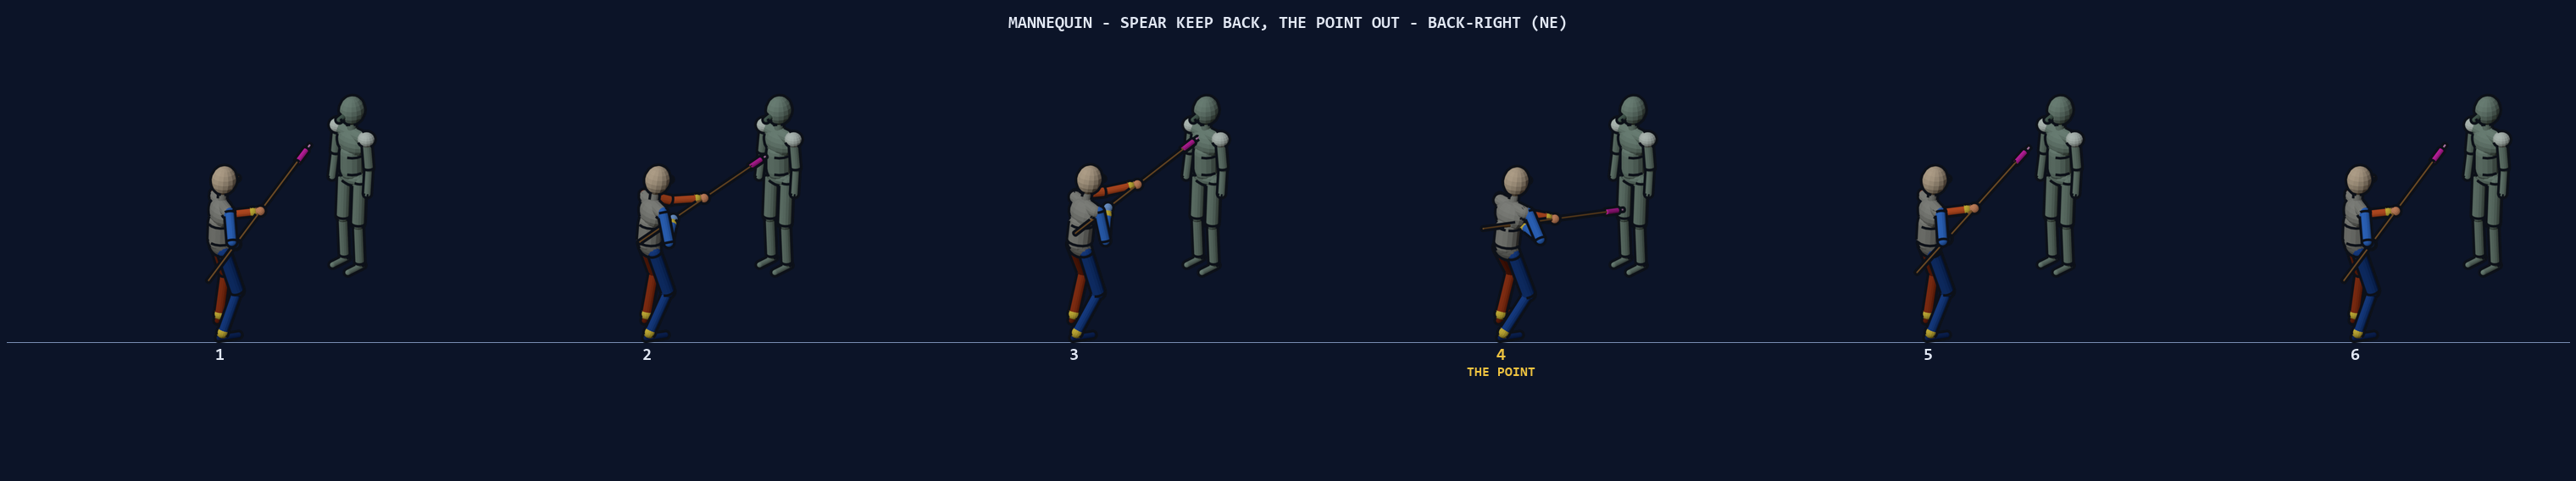 MANNEQUIN - SPEAR KEEP BACK, THE POINT OUT - BACK-RIGHT (NE)
1 2 3 4 5 6
THE POINT